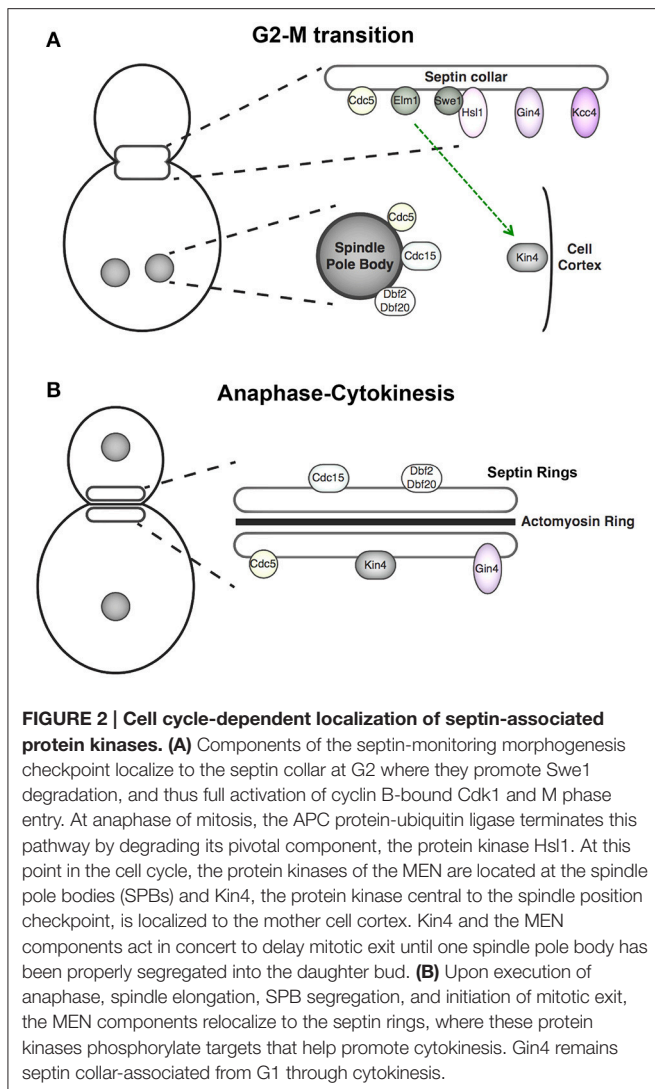 A
G2-M transition
Septin collar
Cdc5
Elm1
Swe1
Hsl1
Gin4
Kcc4
Cdc5
Spindle
Pole Body
Cdc15
Dbf2
Dbf20
Kin4
Cell
Cortex
B
Anaphase-Cytokinesis
Cdc15
Dbf2
Dbf20
Septin Rings
Actomyosin Ring
Cdc5
Kin4
Gin4
FIGURE 2 | Cell cycle-dependent localization of septin-associated
protein kinases. (A) Components of the septin-monitoring morphogenesis
checkpoint localize to the septin collar at G2 where they promote Swe1
degradation, and thus full activation of cyclin B-bound Cdk1 and M phase
entry. At anaphase of mitosis, the APC protein-ubiquitin ligase terminates this
pathway by degrading its pivotal component, the protein kinase Hsl1. At this
point in the cell cycle, the protein kinases of the MEN are located at the spindle
pole bodies (SPBs) and Kin4, the protein kinase central to the spindle position
checkpoint, is localized to the mother cell cortex. Kin4 and the MEN
components act in concert to delay mitotic exit until one spindle pole body has
been properly segregated into the daughter bud. (B) Upon execution of
anaphase, spindle elongation, SPB segregation, and initiation of mitotic exit,
the MEN components relocalize to the septin rings, where these protein
kinases phosphorylate targets that help promote cytokinesis. Gin4 remains
septin collar-associated from G1 through cytokinesis.